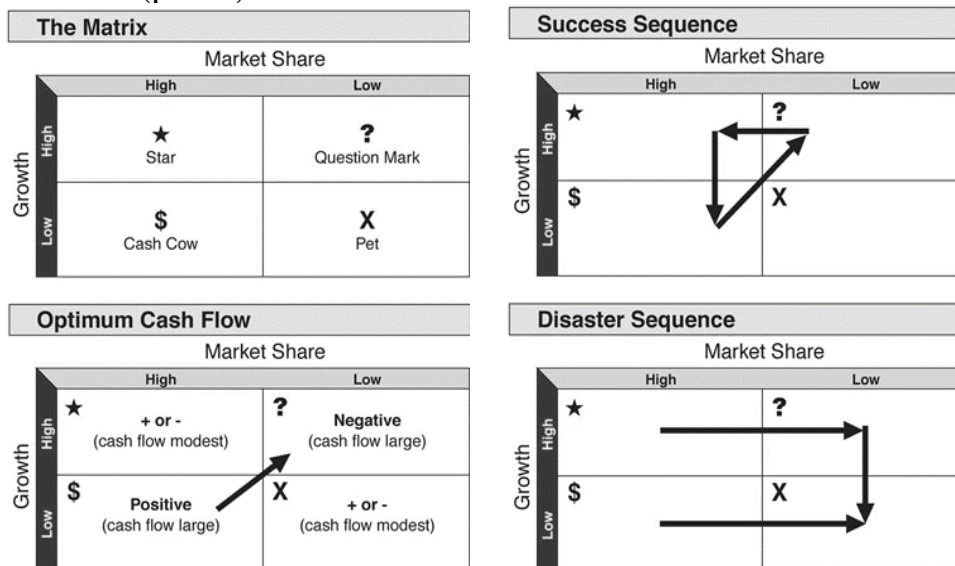 The Matrix
Market Share
High Low
Growth
High
★
Star
?
Question Mark
Low
$
Cash Cow
X
Pet
Success Sequence
Market Share
High Low
Growth
High
★
?
Low
$
X
Optimum Cash Flow
Market Share
High Low
Growth
High
★
+ or -
(cash flow modest)
?
Negative
(cash flow large)
Low
$
Positive
(cash flow large)
X
+ or -
(cash flow modest)
Disaster Sequence
Market Share
High Low
Growth
High
★
?
Low
$
X